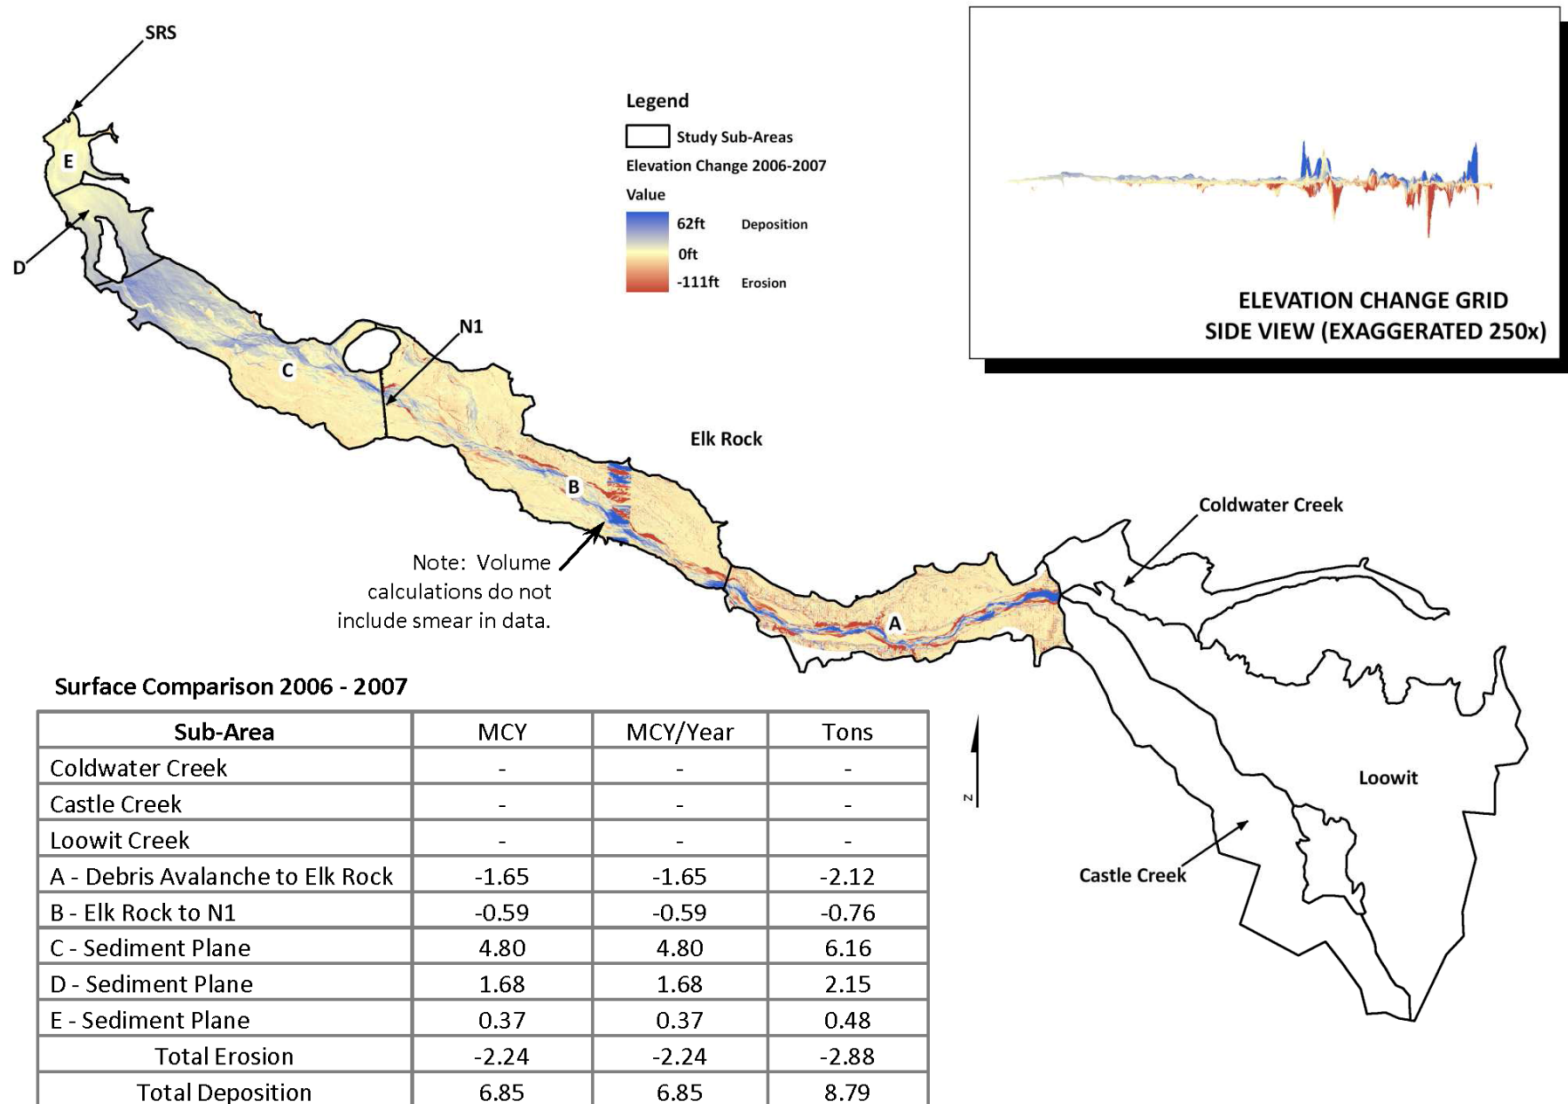 SRS
E
D
C
N1
B
A
Legend
Study Sub-Areas
Elevation Change 2006-2007
Value
62ft Deposition
0ft
-111ft Erosion
ELEVATION CHANGE GRID
SIDE VIEW (EXAGGERATED 250x)
Elk Rock
Note: Volume
calculations do not
include smear in data.
Coldwater Creek
Loowit
Castle Creek
N
Surface Comparison 2006 - 2007
Sub-Area MCY MCY/Year Tons
Coldwater Creek - - -
Castle Creek - - -
Loowit Creek - - -
A - Debris Avalanche to Elk Rock -1.65 -1.65 -2.12
B - Elk Rock to N1 -0.59 -0.59 -0.76
C - Sediment Plane 4.80 4.80 6.16
D - Sediment Plane 1.68 1.68 2.15
E - Sediment Plane 0.37 0.37 0.48
Total Erosion -2.24 -2.24 -2.88
Total Deposition 6.85 6.85 8.79